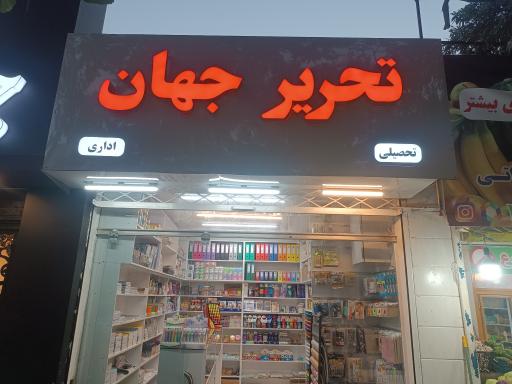 تحریر جهان
تحصیلی
اداری
ی بیشتر